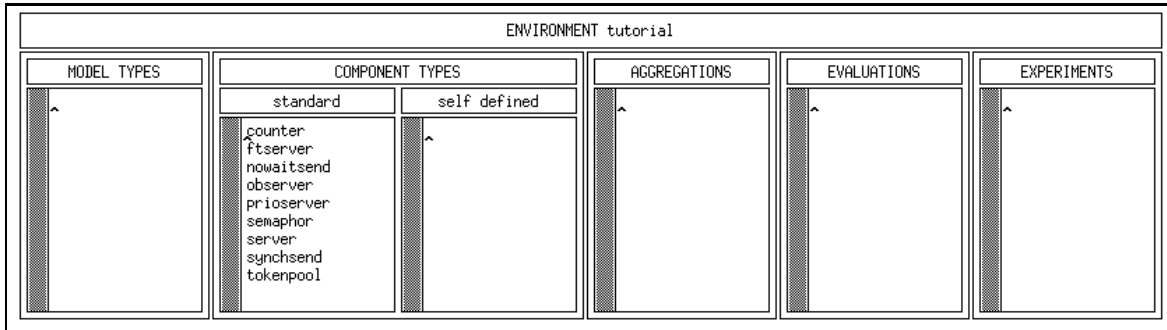 ENVIRONMENT tutorial
MODEL TYPES
COMPONENT TYPES
AGGREGATIONS
EVALUATIONS
EXPERIMENTS
standard
self defined
counter
ftserver
nowaitsend
observer
prioserver
semaphor
server
synchsend
tokenpool